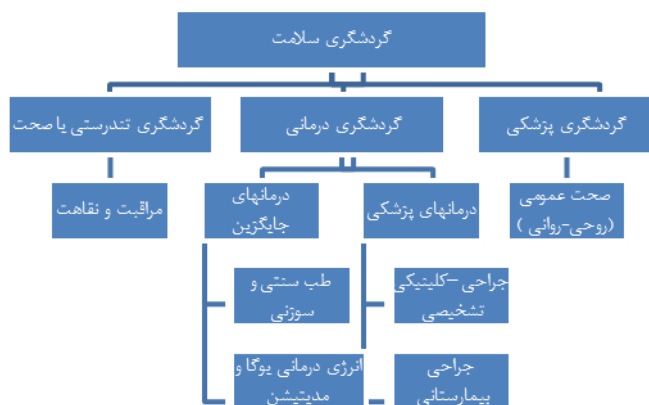 گردشگری سلامت
گردشگری پزشکی
گردشگری درمانی
گردشگری تندرستی یا صحت
صحت عمومی
(روحی-روانی )
درمانهای پزشکی
درمانهای
جایگزین
مراقبت و نقاهت
جراحی –کلینیکی
تشخیصی
طب سنتی و
سوزنی
جراحی
بیمارستانی
انرژی درمانی یوگا و
مدیتیشن